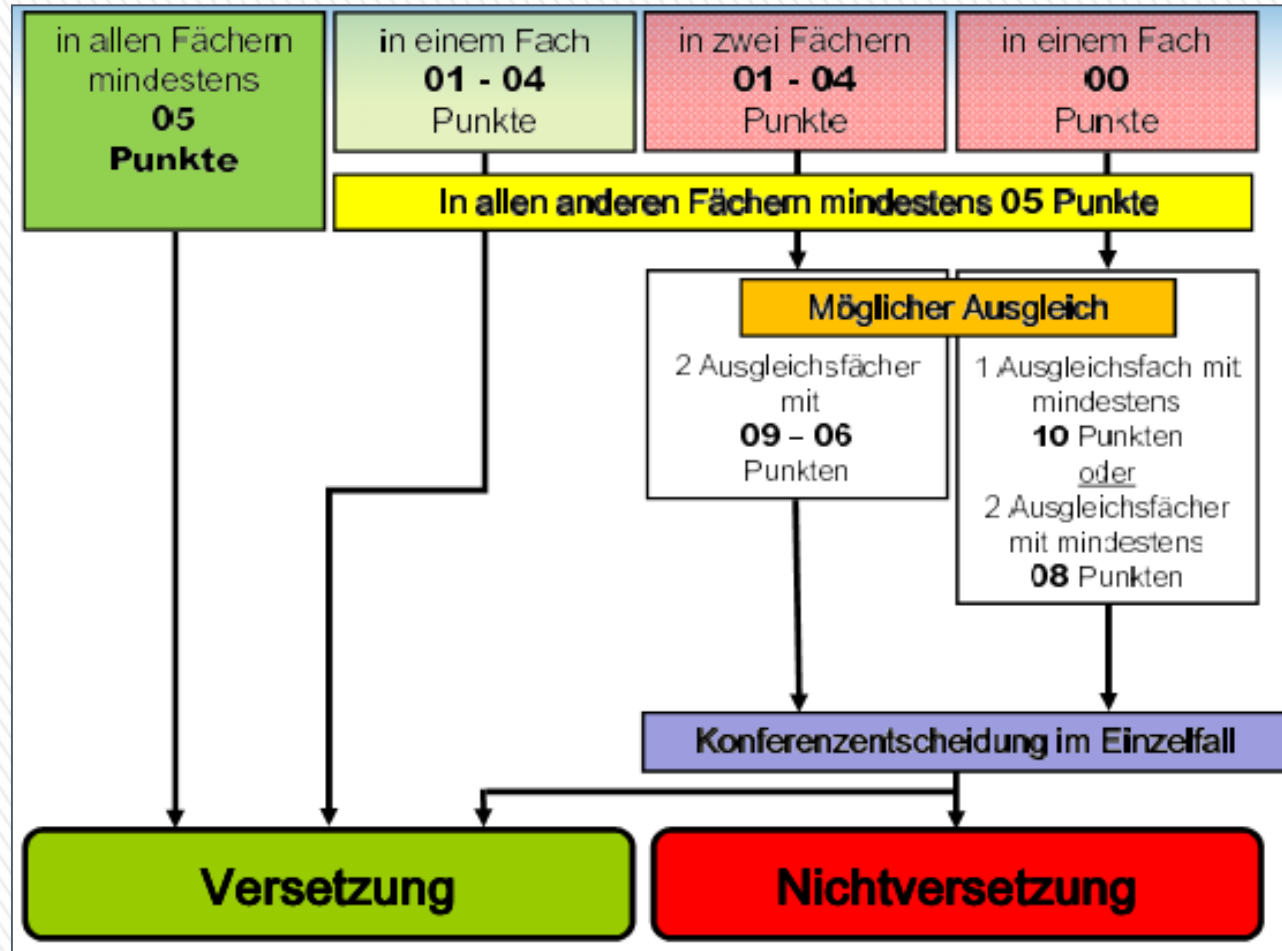 in allen Fächern
mindestens
05
Punkte
in einem Fach
01 - 04
Punkte
in zwei Fächern
01 - 04
Punkte
in einem Fach
00
Punkte
In allen anderen Fächern mindestens 05 Punkte
Möglicher Ausgleich
2 Ausgleichsfächer
mit
09 – 06
Punkten
1 Ausgleichsfach mit
mindestens
10 Punkten
oder
2 Ausgleichsfächer
mit mindestens
08 Punkten
Konferenzentscheidung im Einzelfall
Versetzung
Nichtversetzung